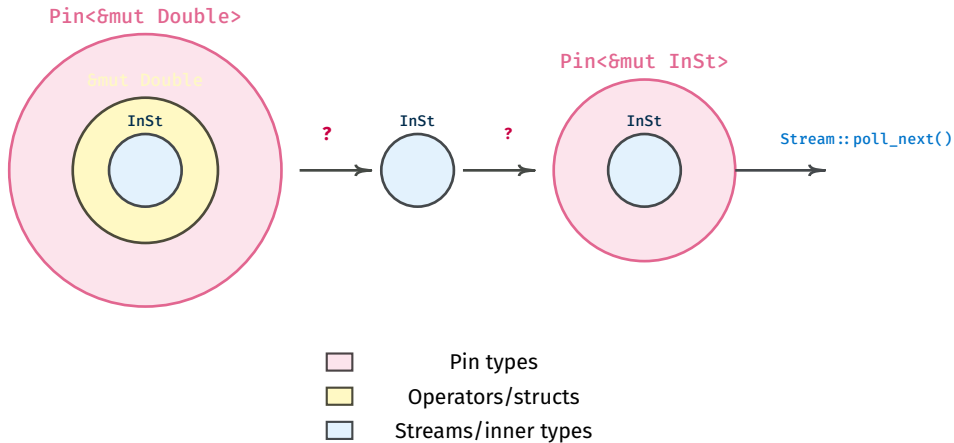 Pin<&mut Double>
&mut Double
InSt
?
InSt
?
Pin<&mut InSt>
InSt
Stream::poll_next()
Pin types
Operators/structs
Streams/inner types